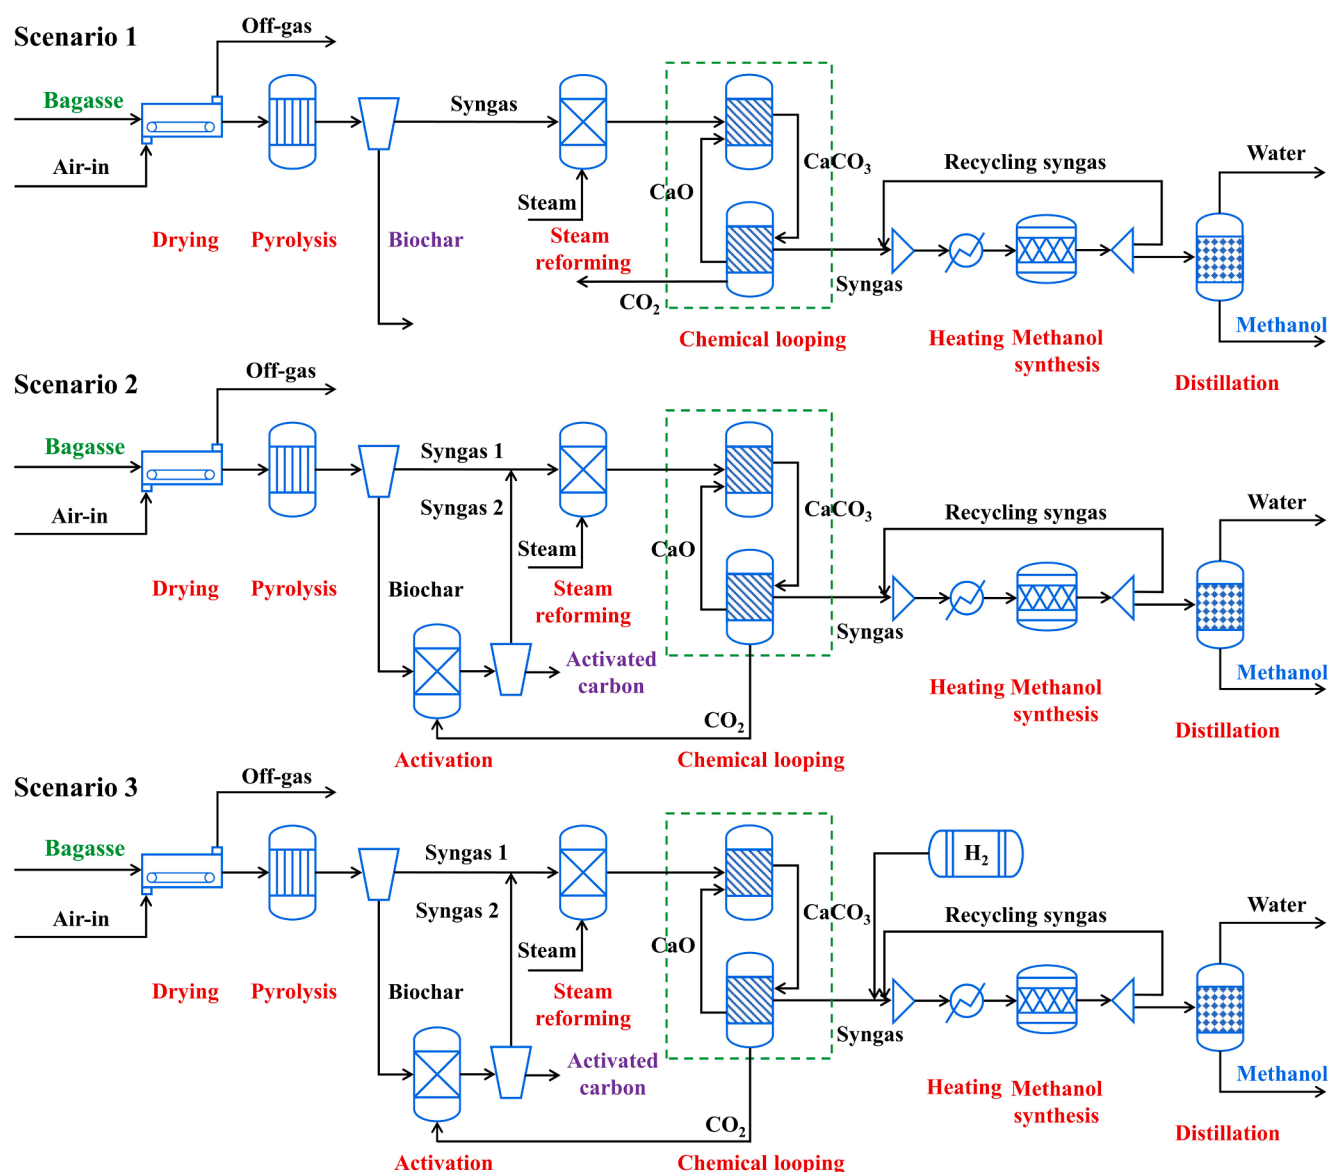 Scenario 1
Off-gas
Bagasse
Air-in
Syngas
Steam
CaO
CaCO₃
Recycling syngas
Water
Drying
Pyrolysis
Biochar
Steam
reforming
CO₂
Syngas
Methanol
Chemical looping
Heating
Methanol
synthesis
Distillation
Scenario 2
Off-gas
Bagasse
Air-in
Syngas 1
Syngas 2
Steam
CaO
CaCO₃
Recycling syngas
Water
Drying
Pyrolysis
Biochar
Steam
reforming
Syngas
Activated
carbon
Methanol
Heating
Methanol
synthesis
CO₂
Distillation
Activation
Chemical looping
Scenario 3
Off-gas
Bagasse
Air-in
Syngas 1
Syngas 2
Steam
CaO
CaCO₃
H₂
Recycling syngas
Water
Drying
Pyrolysis
Biochar
Steam
reforming
Syngas
Activated
carbon
Methanol
Heating
Methanol
synthesis
CO₂
Distillation
Activation
Chemical looping